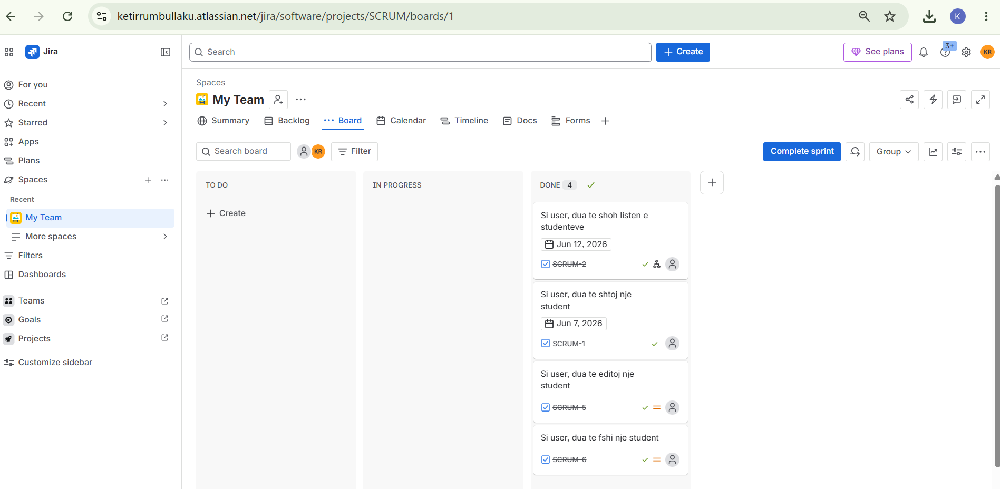 ketirrumbullaku.atlassian.net/jira/software/projects/SCRUM/boards/1
K
Jira
Search
Create
See plans
3+
KR
For you
Recent
Starred
Apps
Plans
Spaces
Recent
My Team
More spaces
Filters
Dashboards
Teams
Goals
Projects
Customize sidebar
Spaces
My Team
Summary
Backlog
Board
Calendar
Timeline
Docs
Forms
Search board
KR
Filter
Complete sprint
Group
TO DO
Create
IN PROGRESS
DONE 4
Si user, dua te shoh listen e
studenteve
Jun 12, 2026
SCRUM-2
Si user, dua te shtoj nje
student
Jun 7, 2026
SCRUM-1
Si user, dua te editoj nje
student
SCRUM-5
Si user, dua te fshi nje student
SCRUM-6